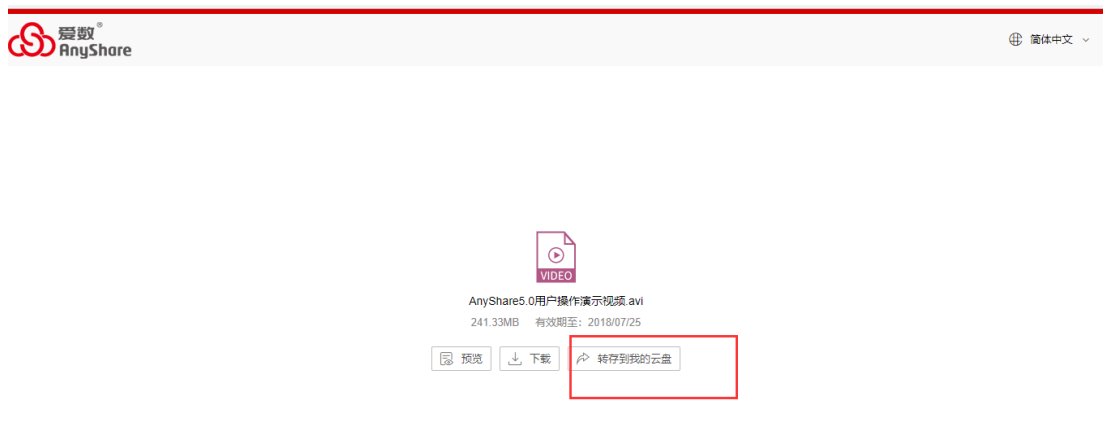 爱数®
AnyShare
简体中文
VIDEO
AnyShare5.0用户操作演示视频.avi
241.33MB 有效期至：2018/07/25
预览 下载 转存到我的云盘